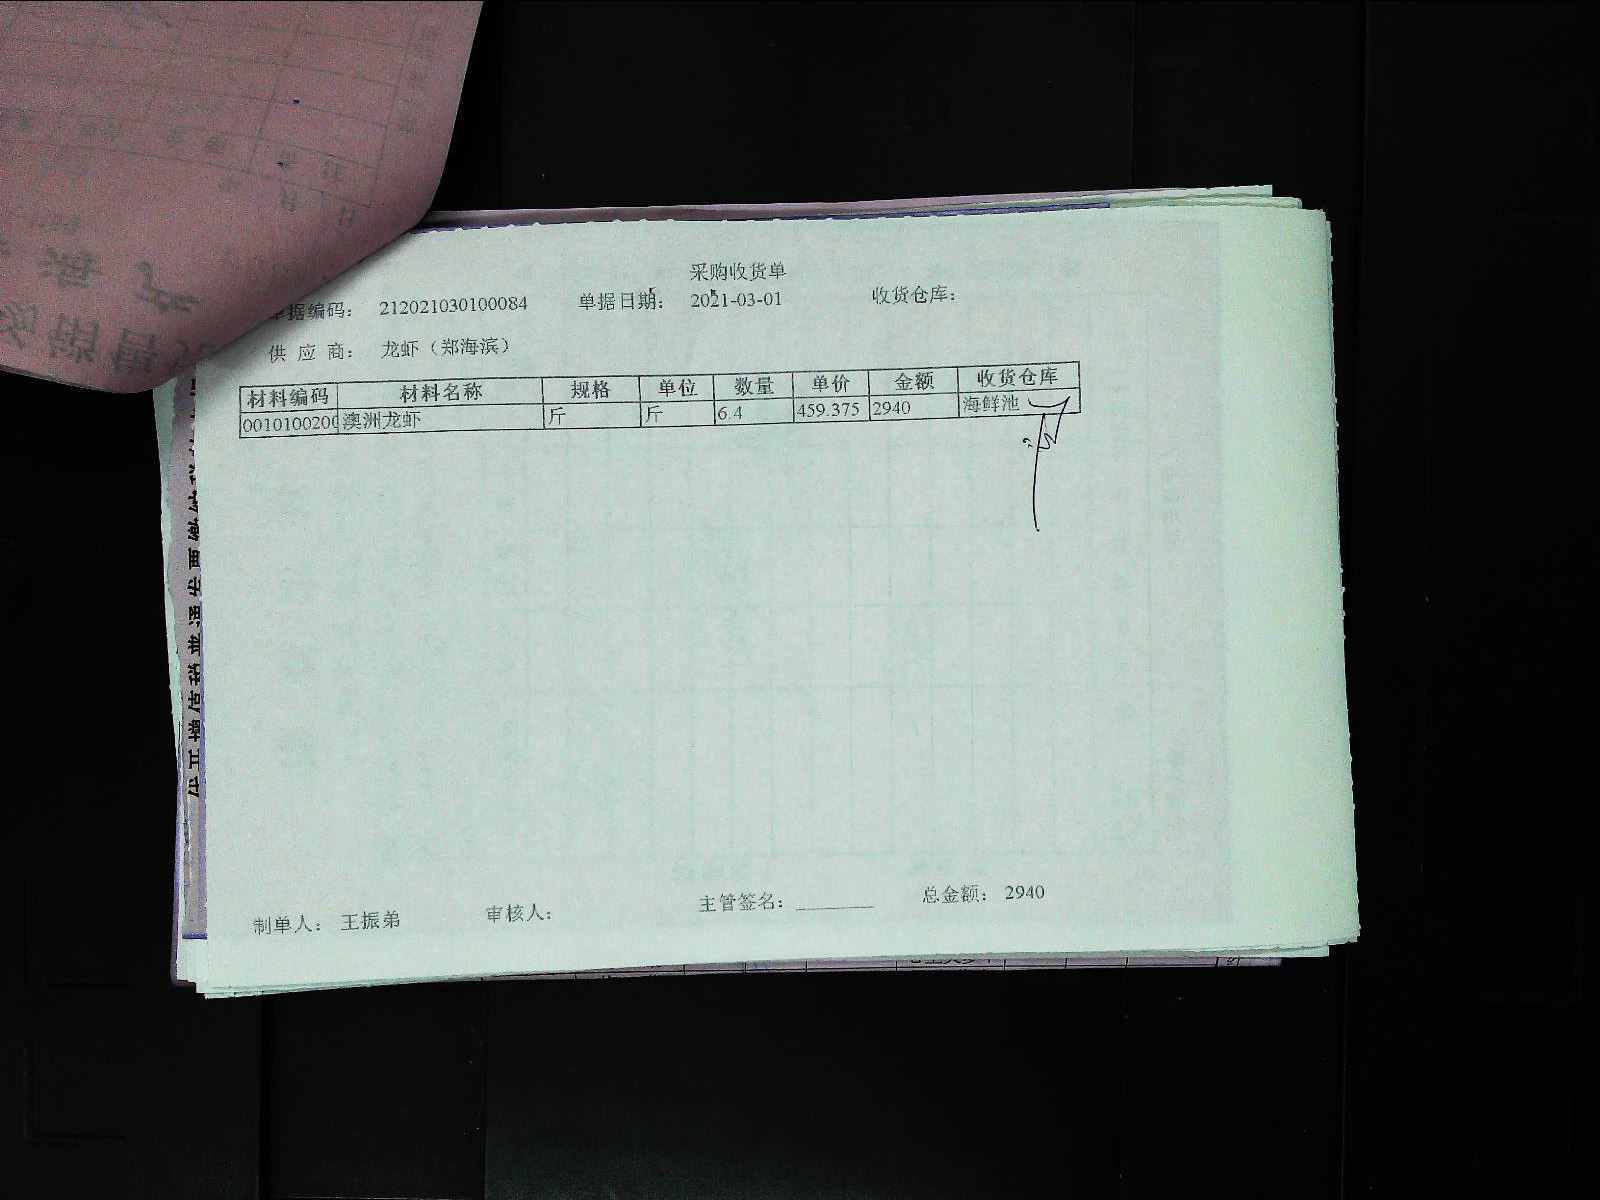 采购收货单
单据编码： 212021030100084 单据日期： 2021-03-01 收货仓库：
供 应 商： 龙虾（郑海滨）
材料编码 材料名称 规格 单位 数量 单价 金额 收货仓库
0010100200 澳洲龙虾 斤 斤 6.4 459.375 2940 海鲜池
制单人： 王振弟 审核人： 主管签名： 总金额： 2940